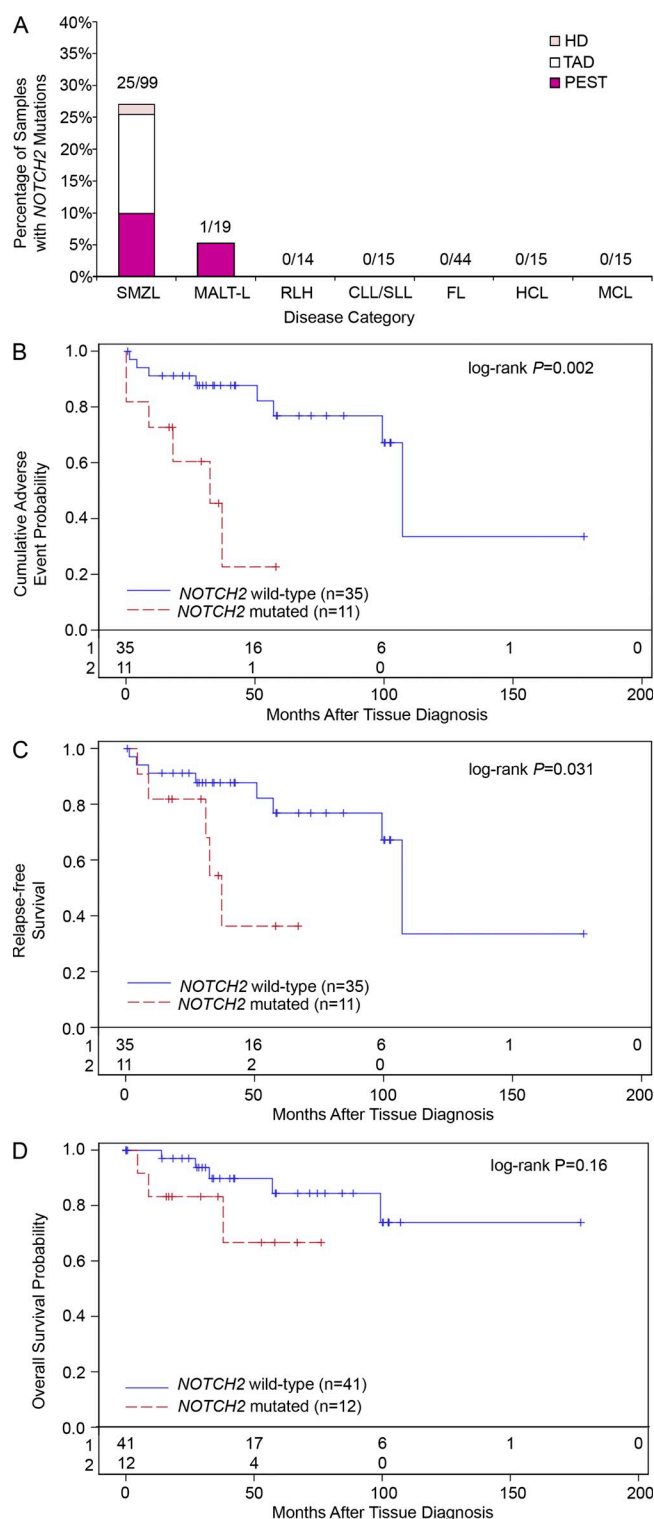 A
40%
35%
30%
25%
20%
15%
10%
5%
0%
Percentage of Samples
with NOTCH2 Mutations
HD
TAD
PEST
25/99
1/19
0/14
0/15
0/44
0/15
0/15
SMZL MALT-L RLH CLL/SLL FL HCL MCL
Disease Category
B
log-rank P=0.002
1.0
0.8
0.6
0.4
0.2
0.0
Cumulative Adverse
Event Probability
NOTCH2 wild-type (n=35)
NOTCH2 mutated (n=11)
1 35 16 6 1 0
2 11 1 0
0 50 100 150 200
Months After Tissue Diagnosis
C
log-rank P=0.031
1.0
0.8
0.6
0.4
0.2
0.0
Relapse-free
Survival
NOTCH2 wild-type (n=35)
NOTCH2 mutated (n=11)
1 35 16 6 1 0
2 11 2 0
0 50 100 150 200
Months After Tissue Diagnosis
D
log-rank P=0.16
1.0
0.8
0.6
0.4
0.2
0.0
Overall Survival Probability
NOTCH2 wild-type (n=41)
NOTCH2 mutated (n=12)
1 41 17 6 1 0
2 12 4 0
0 50 100 150 200
Months After Tissue Diagnosis